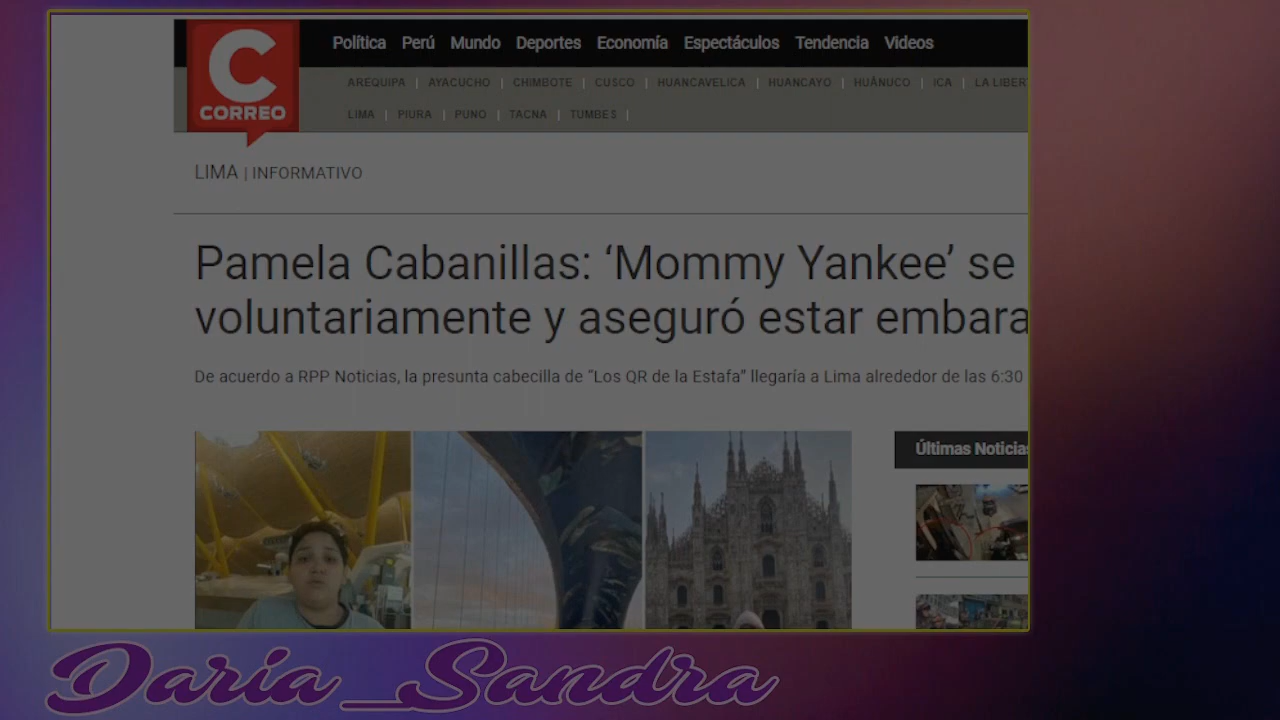 C
CORREO
Política Perú Mundo Deportes Economía Espectáculos Tendencia Videos
AREQUIPA | AYACUCHO | CHIMBOTE | CUSCO | HUANCAVELICA | HUANCAYO | HUÁNUCO | ICA | LA LIBER
LIMA | PIURA | PUNO | TACNA | TUMBES |
LIMA | INFORMATIVO
Pamela Cabanillas: ‘Mommy Yankee’ se
voluntariamente y aseguró estar embara
De acuerdo a RPP Noticias, la presunta cabecilla de “Los QR de la Estafa” llegaría a Lima alrededor de las 6:30
Últimas Noticias
Daria_Sandra